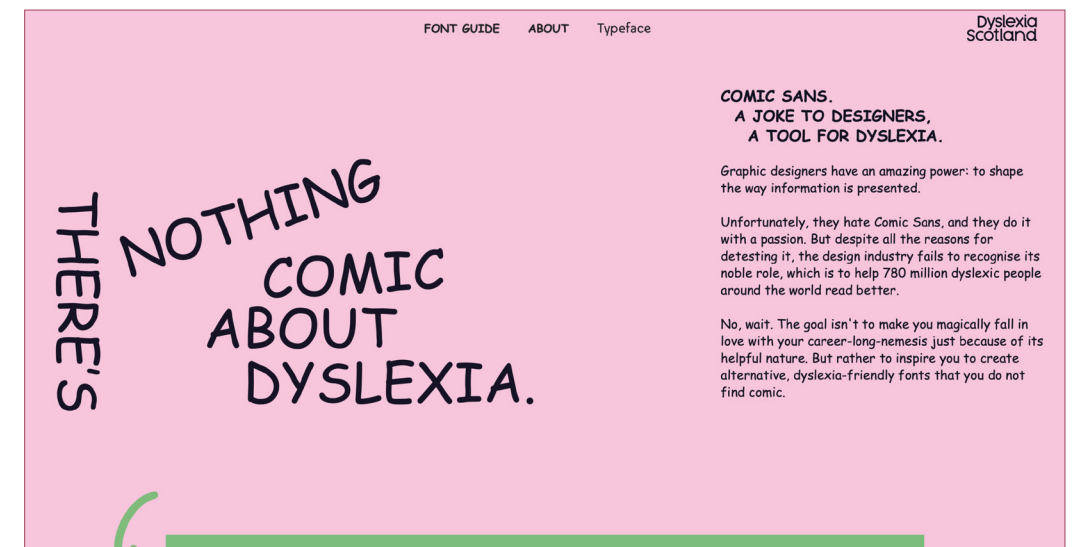 FONT GUIDE ABOUT Typeface
Dyslexia
Scotland
THERE'S
NOTHING
COMIC
ABOUT
DYSLEXIA.
COMIC SANS.
A JOKE TO DESIGNERS,
A TOOL FOR DYSLEXIA.
Graphic designers have an amazing power: to shape
the way information is presented.
Unfortunately, they hate Comic Sans, and they do it
with a passion. But despite all the reasons for
detesting it, the design industry fails to recognise its
noble role, which is to help 780 million dyslexic people
around the world read better.
No, wait. The goal isn't to make you magically fall in
love with your career-long-nemesis just because of its
helpful nature. But rather to inspire you to create
alternative, dyslexia-friendly fonts that you do not
find comic.